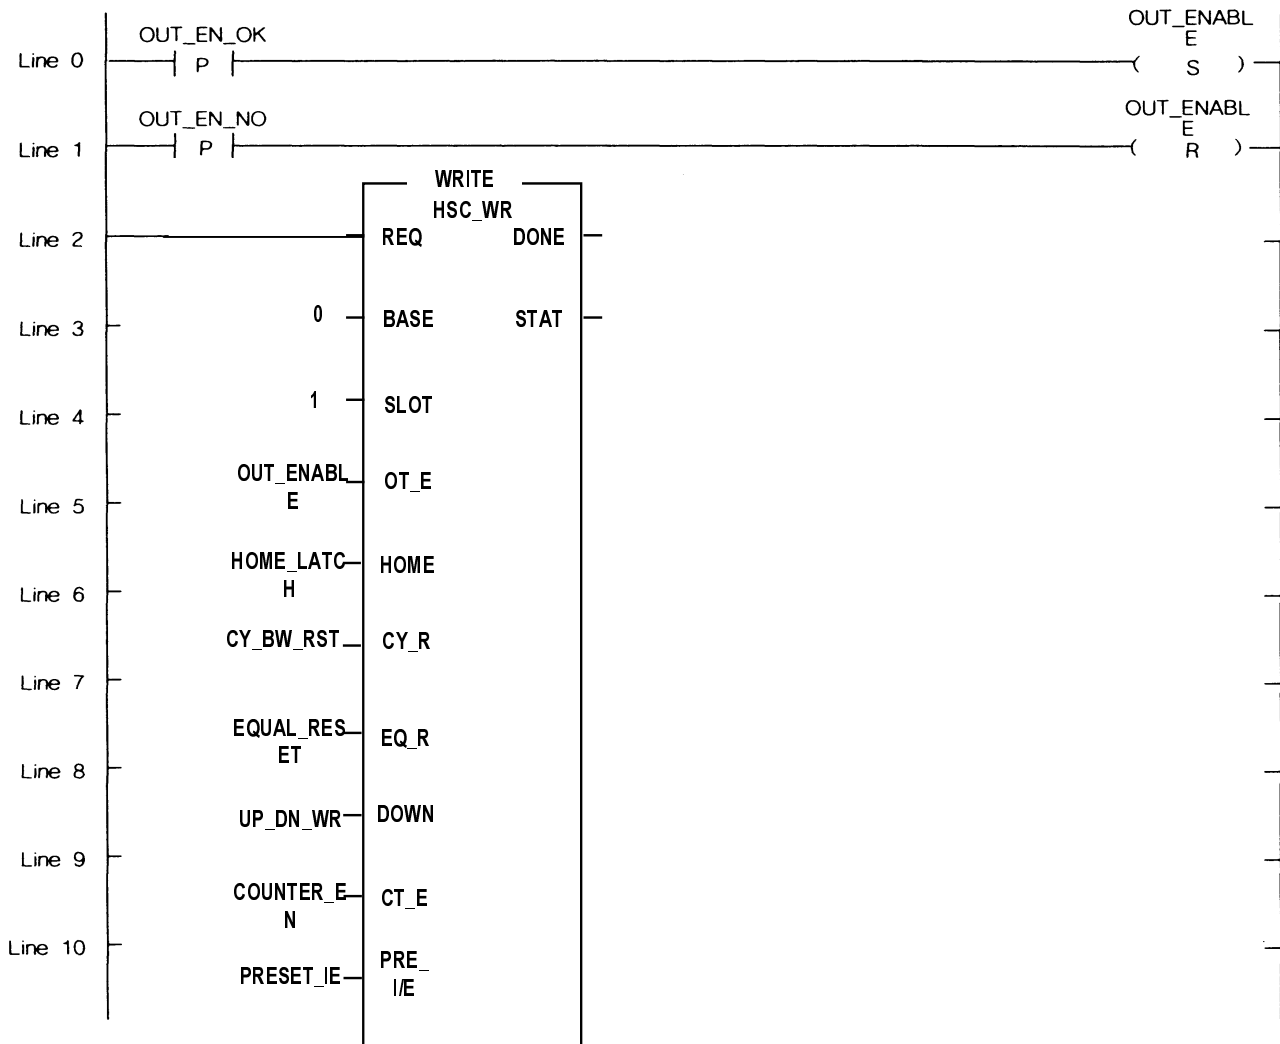 OUT_EN_OK
OUT_ENABL
E
Line 0
P
( S )
OUT_EN_NO
OUT_ENABL
E
Line 1
P
( R )
WRITE
HSC_WR
Line 2
REQ DONE
0 BASE STAT
Line 3
1 SLOT
Line 4
OUT_ENABL
E
OT_E
Line 5
HOME_LATC
H
HOME
Line 6
CY_BW_RST CY_R
Line 7
EQUAL_RES
ET
EQ_R
Line 8
UP_DN_WR DOWN
Line 9
COUNTER_E
N
CT_E
Line 10
PRESET_IE
PRE_
I/E